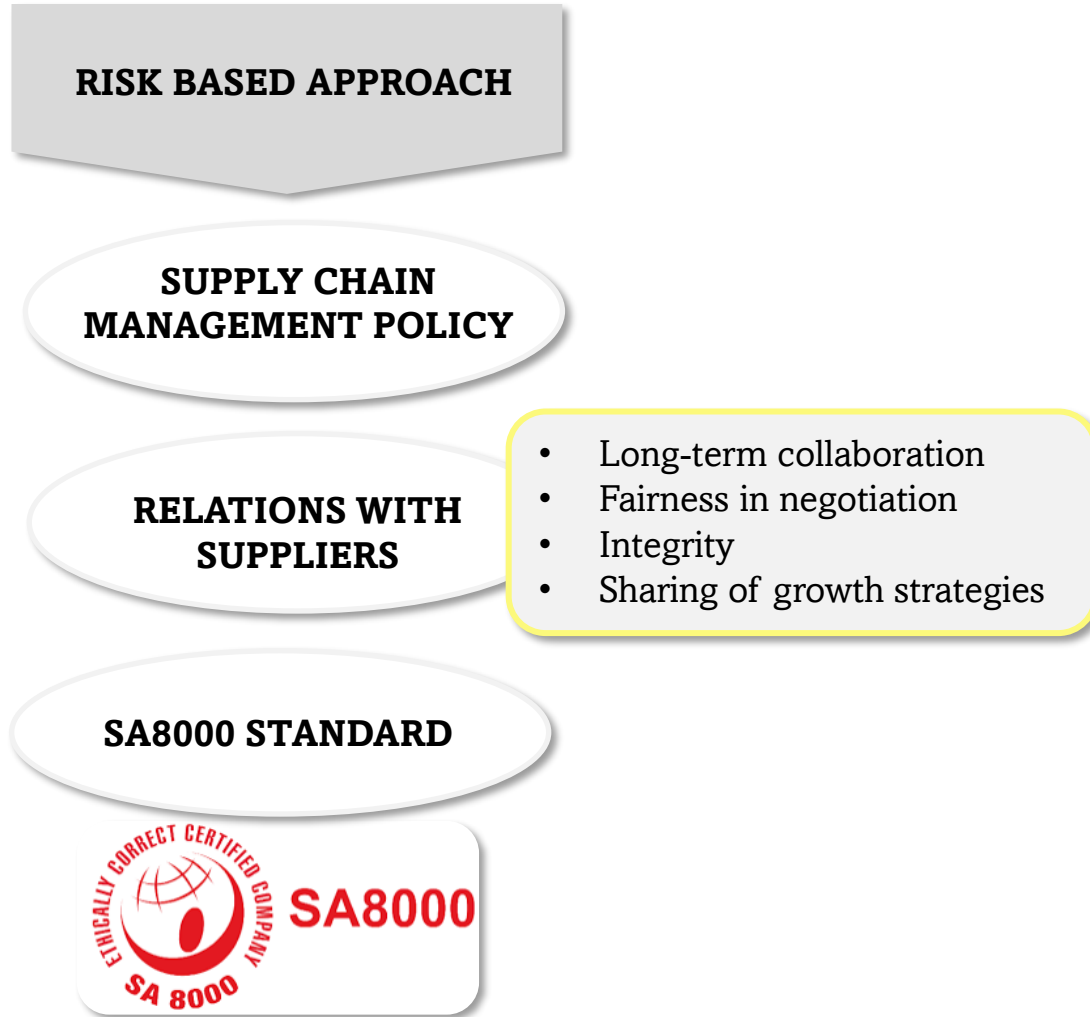 RISK BASED APPROACH
SUPPLY CHAIN
MANAGEMENT POLICY
RELATIONS WITH
SUPPLIERS
• Long-term collaboration
• Fairness in negotiation
• Integrity
• Sharing of growth strategies
SA8000 STANDARD
ETHICALLY CORRECT CERTIFIED COMPANY
SA 8000
SA8000